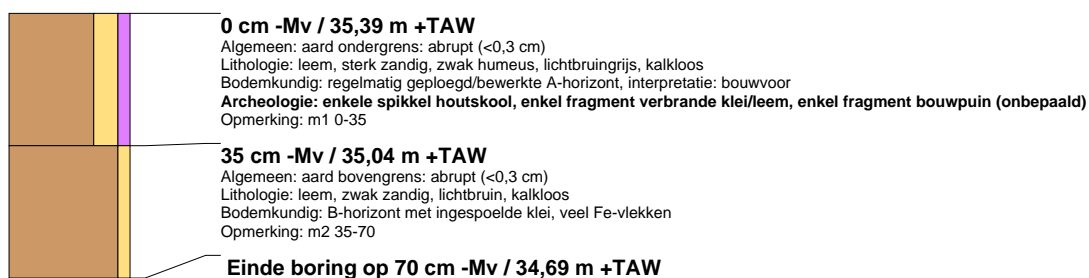 0 cm -Mv / 35,39 m +TAW
Algemeen: aard ondergrens: abrupt (<0,3 cm)
Lithologie: leem, sterk zandig, zwak humeus, lichtbruingrijs, kalkloos
Bodemkundig: regelmatig geploegd/bewerkte A-horizont, interpretatie: bouwvoor
Archeologie: enkele spikkel houtskool, enkel fragment verbrande klei/leem, enkel fragment bouwpuin (onbepaald)
Opmerking: m1 0-35
35 cm -Mv / 35,04 m +TAW
Algemeen: aard bovengrens: abrupt (<0,3 cm)
Lithologie: leem, zwak zandig, lichtbruin, kalkloos
Bodemkundig: B-horizont met ingespoelde klei, veel Fe-vlekken
Opmerking: m2 35-70
Einde boring op 70 cm -Mv / 34,69 m +TAW